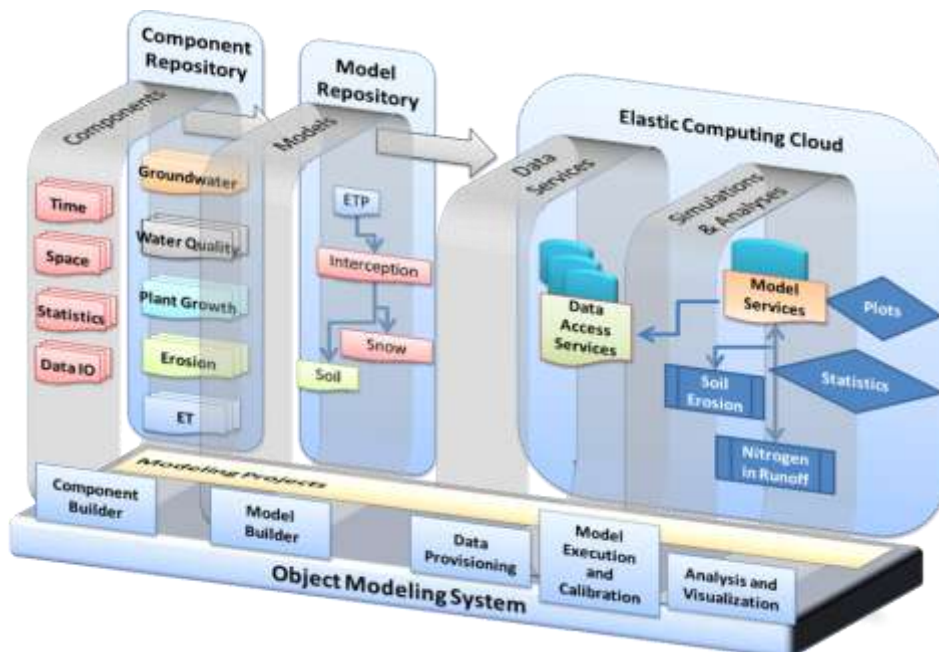 Component
Repository
Model
Repository
Elastic Computing Cloud
Components
Models
Data
Services
Simulations
& Analyses
Time
Space
Statistics
Data IO
Groundwater
Water Quality
Plant Growth
Erosion
ET
ETP
Interception
Snow
Soil
Data
Access
Services
Model
Services
Plots
Statistics
Soil
Erosion
Nitrogen
in Runoff
Modeling Projects
Component
Builder
Model
Builder
Data
Provisioning
Model
Execution
and
Calibration
Analysis and
Visualization
Object Modeling System